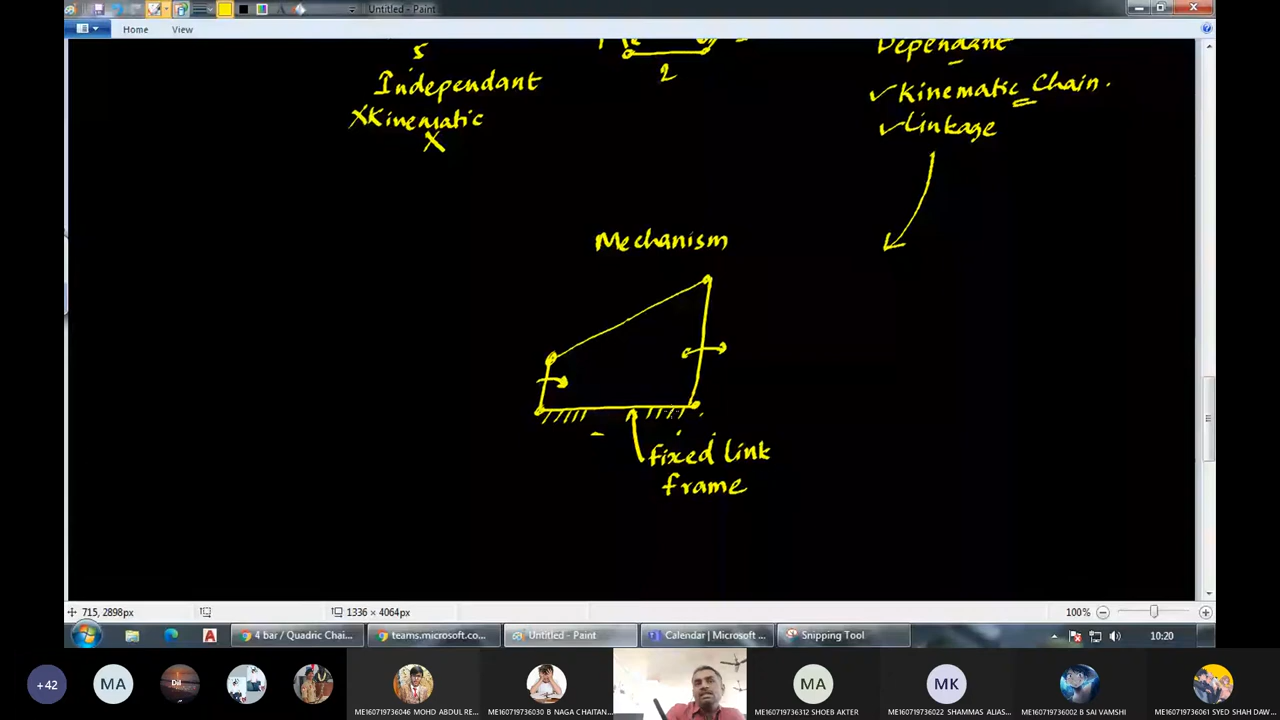 Untitled - Paint
Home View
5
Independant
XKinematic
X
2
Dependant
✓Kinematic Chain.
✓Linkage
Mechanism
Fixed link
frame
715, 2898px
1336 × 4064px
100%
4 bar / Quadric Chai...
teams.microsoft.co...
Untitled - Paint
Calendar | Microsoft ...
Snipping Tool
10:20
+42
MA
Dil
MA
MK
ME160719736046 MOHD ABDUL RE...
ME160719736030 B NAGA CHAITAN...
ME160719736312 SHOEB AKTER
ME160719736022 SHAMMAS ALIAS...
ME160719736002 B SAI VAMSHI
ME160719736061 SYED SHAH DAW...